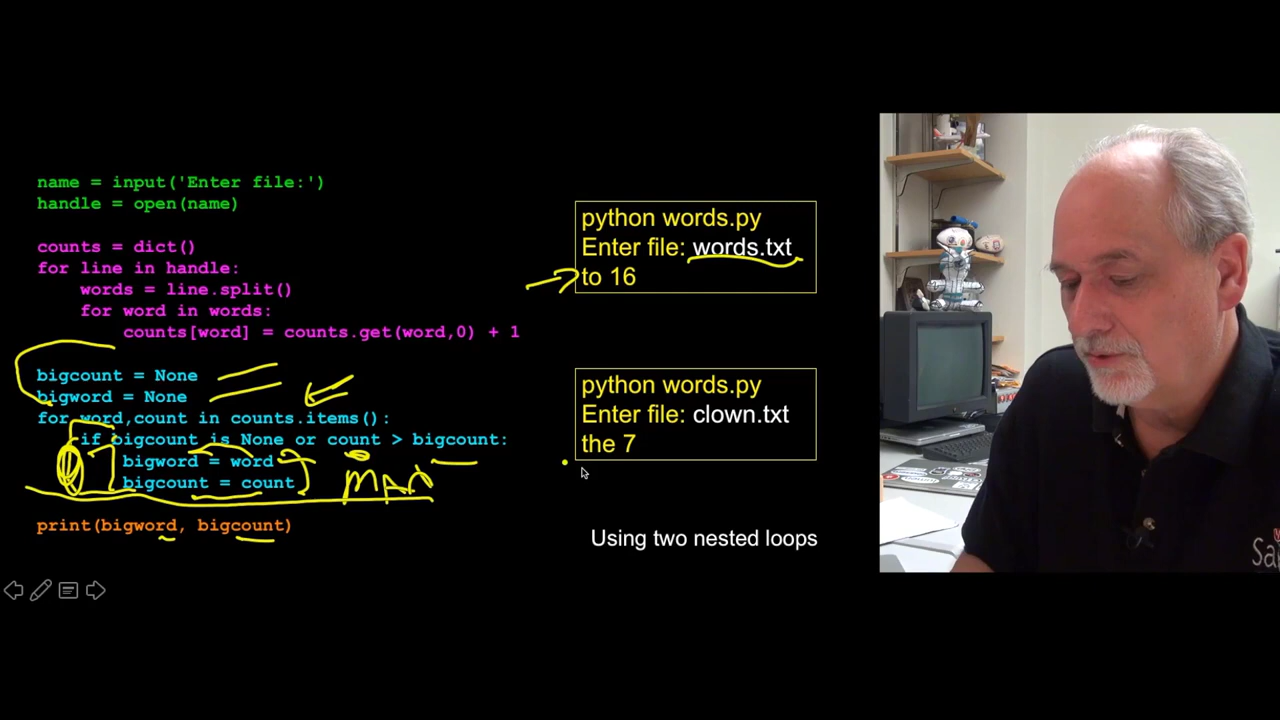 name = input('Enter file:')
handle = open(name)
counts = dict()
for line in handle:
words = line.split()
for word in words:
counts[word] = counts.get(word,0) + 1
bigcount = None
bigword = None
for word,count in counts.items():
if bigcount is None or count > bigcount:
bigword = word
bigcount = count
MAX
print(bigword, bigcount)
python words.py
Enter file: words.txt
to 16
python words.py
Enter file: clown.txt
the 7
Using two nested loops
Sa